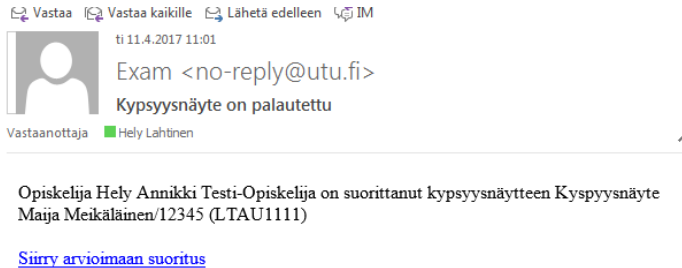 Vastaa Vastaa kaikille Lähetä edelleen IM
ti 11.4.2017 11:01
Exam <no-reply@utu.fi>
Kypsyysnäyte on palautettu
Vastaanottaja Hely Lahtinen
Opiskelija Hely Annikki Testi-Opiskelija on suorittanut kypsyysnäytteen Kyspyysnäyte
Maija Meikäläinen/12345 (LTAU1111)
Siirry arvioimaan suoritus